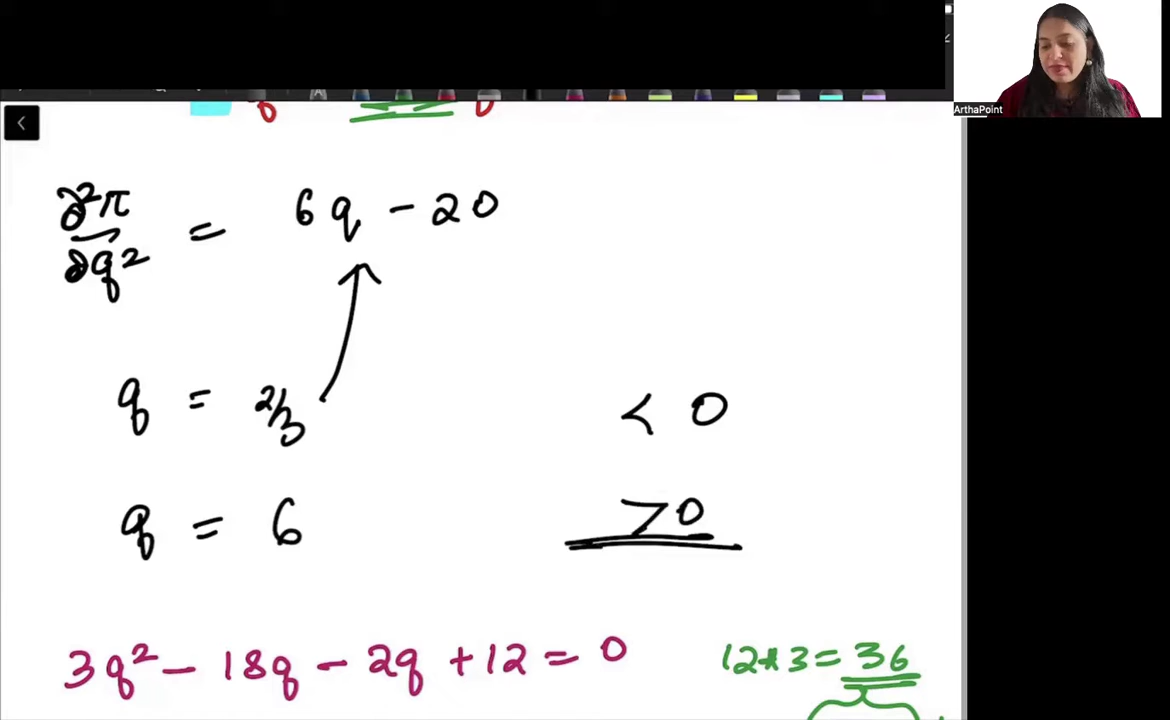 ArthaPoint
∂²π/∂q² = 6q - 20
q = 2/3 < 0
q = 6 > 0
3q² - 18q - 2q + 12 = 0 12*3 = 36